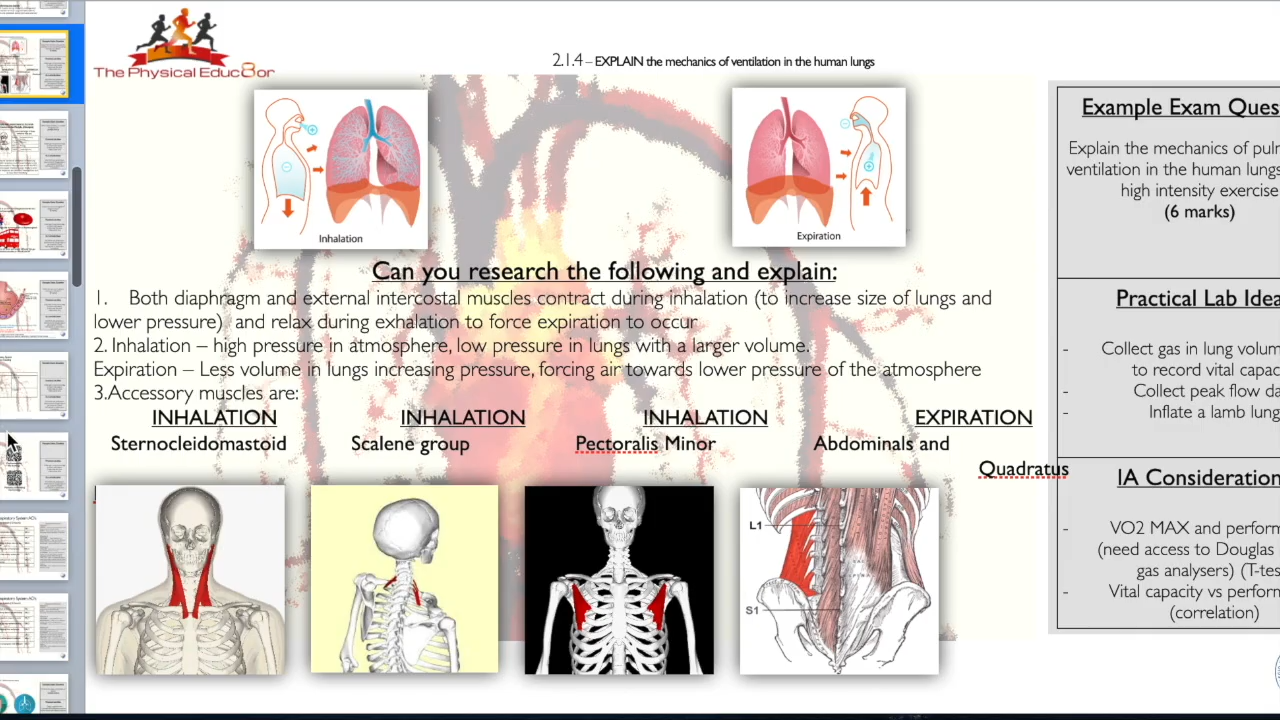 The Physical Educ8or
2.1.4 – EXPLAIN the mechanics of ventilation in the human lungs
Inhalation
Expiration
Can you research the following and explain:
1. Both diaphragm and external intercostal muscles contract during inhalation (to increase size of lungs and
lower pressure) and relax during exhalation to force expiration to occur
2. Inhalation – high pressure in atmosphere, low pressure in lungs with a larger volume.
Expiration – Less volume in lungs increasing pressure, forcing air towards lower pressure of the atmosphere
3.Accessory muscles are:
INHALATION INHALATION INHALATION EXPIRATION
Sternocleidomastoid Scalene group Pectoralis Minor Abdominals and
Quadratus
L1
S1
Example Exam Ques
Explain the mechanics of pulm
ventilation in the human lungs
high intensity exercise
(6 marks)
Practical Lab Idea
- Collect gas in lung volum
to record vital capac
- Collect peak flow da
- Inflate a lamb lung
IA Consideration
- VO2 MAX and perform
(need access to Douglas
gas analysers) (T-tes
- Vital capacity vs perform
(correlation)